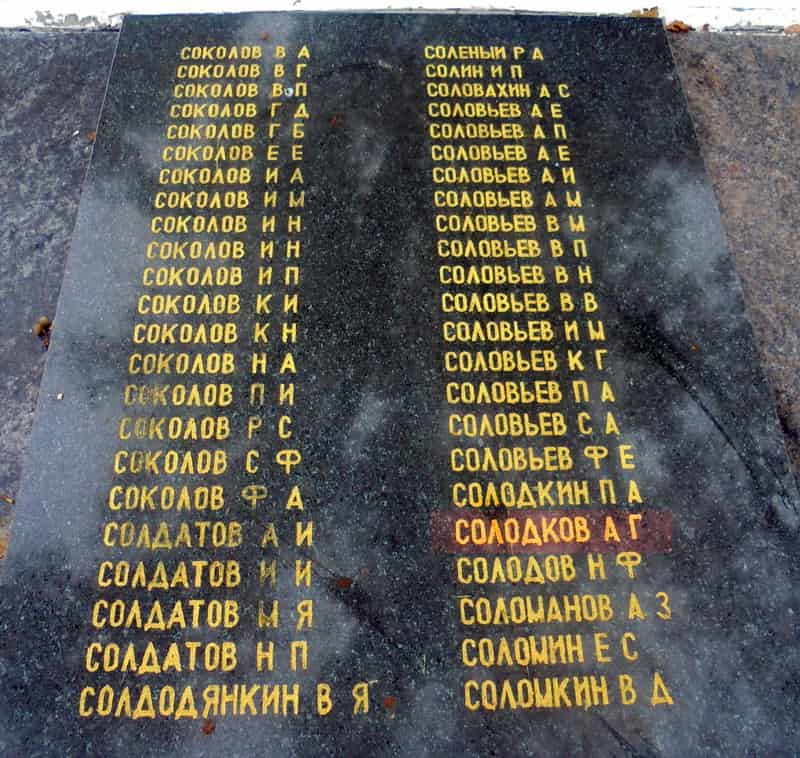 СОКОЛОВ В А
СОКОЛОВ В Г
СОКОЛОВ В П
СОКОЛОВ Г Д
СОКОЛОВ Г Б
СОКОЛОВ Е Е
СОКОЛОВ И А
СОКОЛОВ И М
СОКОЛОВ И Н
СОКОЛОВ И Н
СОКОЛОВ И П
СОКОЛОВ К И
СОКОЛОВ К Н
СОКОЛОВ Н А
СОКОЛОВ П И
СОКОЛОВ Р С
СОКОЛОВ С Ф
СОКОЛОВ Ф А
СОЛДАТОВ А И
СОЛДАТОВ И И
СОЛДАТОВ М Я
СОЛДАТОВ Н П
СОЛДОДЯНКИН В Я
СОЛЕНЫЙ Р А
СОЛИН И П
СОЛОВАХИН А С
СОЛОВЬЕВ А Е
СОЛОВЬЕВ А П
СОЛОВЬЕВ А Е
СОЛОВЬЕВ А И
СОЛОВЬЕВ А М
СОЛОВЬЕВ В М
СОЛОВЬЕВ В П
СОЛОВЬЕВ В Н
СОЛОВЬЕВ В В
СОЛОВЬЕВ И М
СОЛОВЬЕВ К Г
СОЛОВЬЕВ П А
СОЛОВЬЕВ С А
СОЛОВЬЕВ Ф Е
СОЛОДКИН П А
СОЛОДКОВ А Г
СОЛОДОВ Н Ф
СОЛОМАНОВ А З
СОЛОМИН Е С
СОЛОМКИН В Д